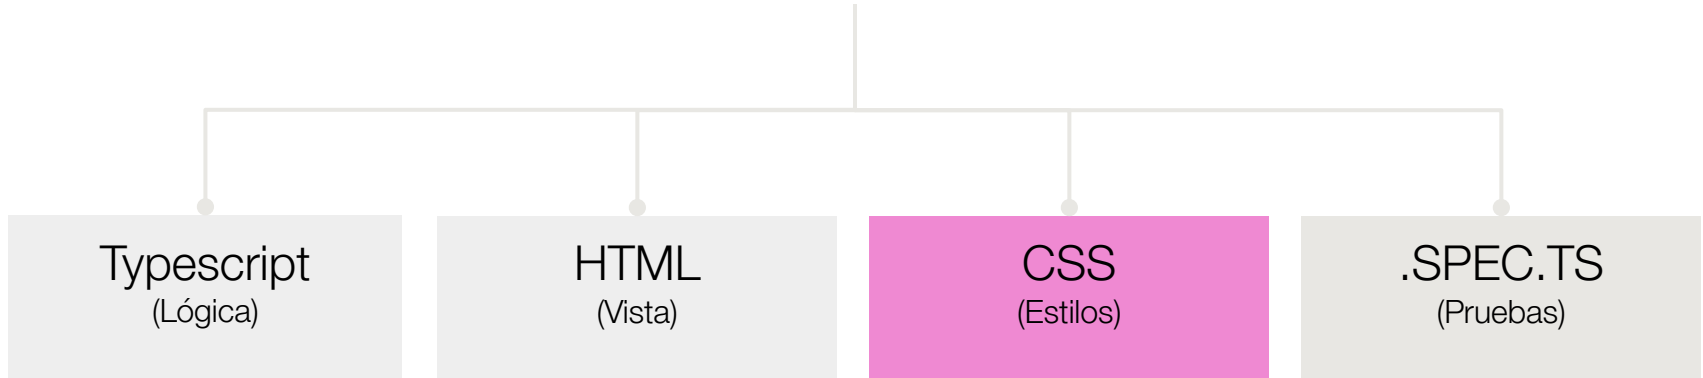 Typescript
(Lógica)
HTML
(Vista)
CSS
(Estilos)
.SPEC.TS
(Pruebas)